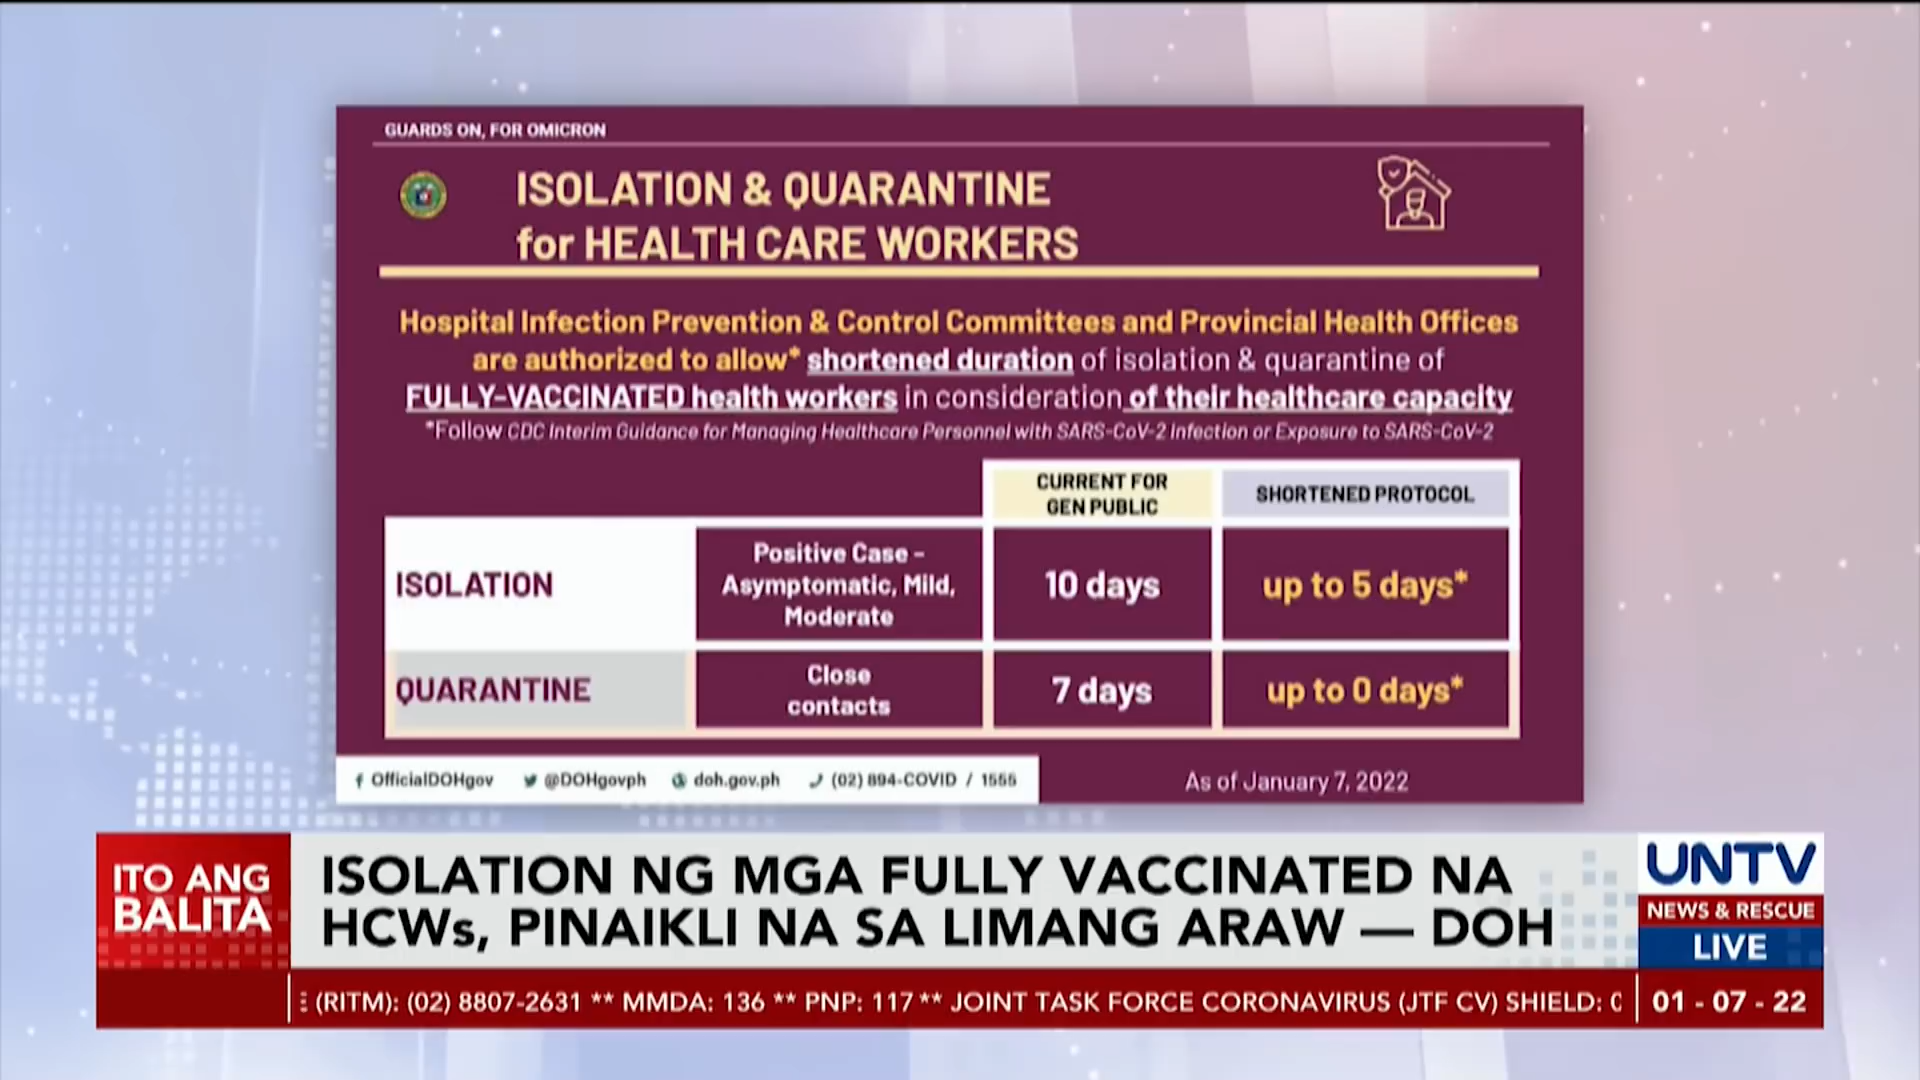 GUARDS ON, FOR OMICRON
ISOLATION & QUARANTINE
for HEALTH CARE WORKERS
Hospital Infection Prevention & Control Committees and Provincial Health Offices
are authorized to allow* shortened duration of isolation & quarantine of
FULLY-VACCINATED health workers in consideration of their healthcare capacity
*Follow CDC Interim Guidance for Managing Healthcare Personnel with SARS-CoV-2 Infection or Exposure to SARS-CoV-2
CURRENT FOR
GEN PUBLIC
SHORTENED PROTOCOL
ISOLATION
Positive Case -
Asymptomatic, Mild,
Moderate
10 days
up to 5 days*
QUARANTINE
Close
contacts
7 days
up to 0 days*
OfficialDOHgov @DOHgovph doh.gov.ph (02) 894-COVID / 1555
As of January 7, 2022
ITO ANG
BALITA
ISOLATION NG MGA FULLY VACCINATED NA
HCWs, PINAIKLI NA SA LIMANG ARAW — DOH
UNTV
NEWS & RESCUE
LIVE
(RITM): (02) 8807-2631 ** MMDA: 136 ** PNP: 117 ** JOINT TASK FORCE CORONAVIRUS (JTF CV) SHIELD:
01 - 07 - 22